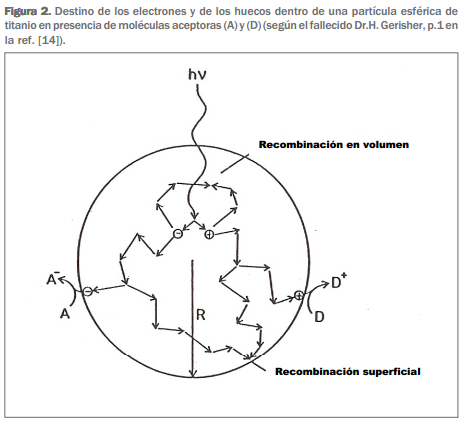 Figura 2. Destino de los electrones y de los huecos dentro de una partícula esférica de
titanio en presencia de moléculas aceptoras (A) y (D) (según el fallecido Dr.H. Gerisher, p.1 en
la ref. [14]).
hν
Recombinación en volumen
−
+
A⁻
−
A
R
+
D⁺
D
Recombinación superficial